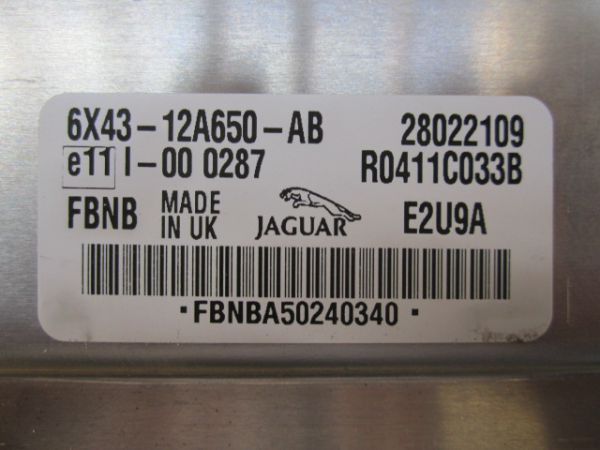 6X43-12A650-AB 28022109
e11 I-00 0287 R0411C033B
FBNB MADE IN UK JAGUAR E2U9A
·FBNBA50240340·